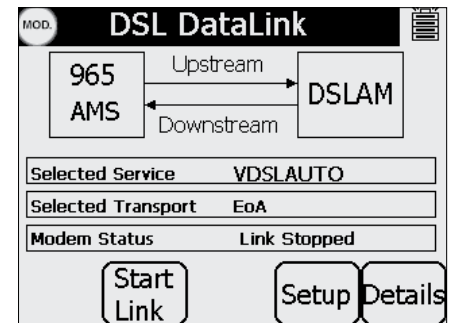 MOD. DSL DataLink
965
AMS
Upstream
DSLAM
Downstream
Selected Service VDSLAUTO
Selected Transport EoA
Modem Status Link Stopped
Start
Link
Setup
Details